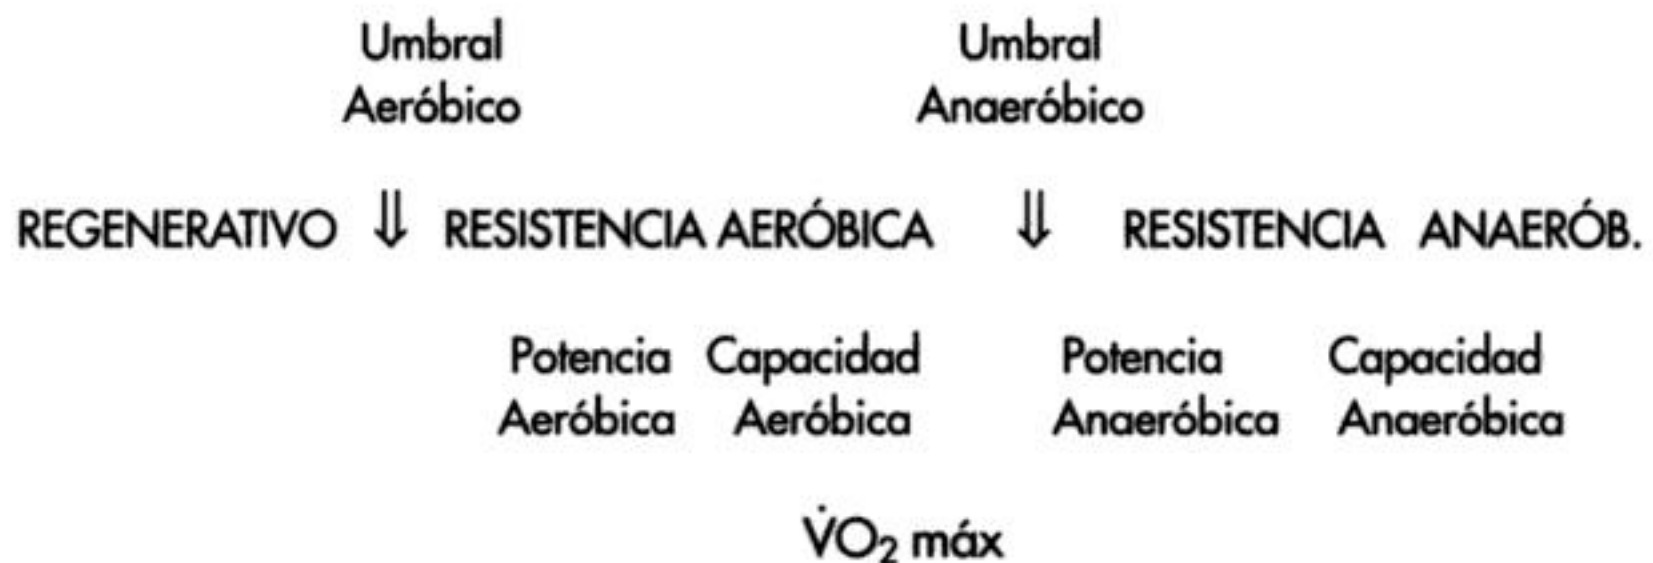 Umbral Umbral
Aeróbico Anaeróbico
REGENERATIVO ⇓ RESISTENCIA AERÓBICA ⇓ RESISTENCIA ANAERÓB.
Potencia Capacidad Potencia Capacidad
Aeróbica Aeróbica Anaeróbica Anaeróbica
V̇O₂ máx